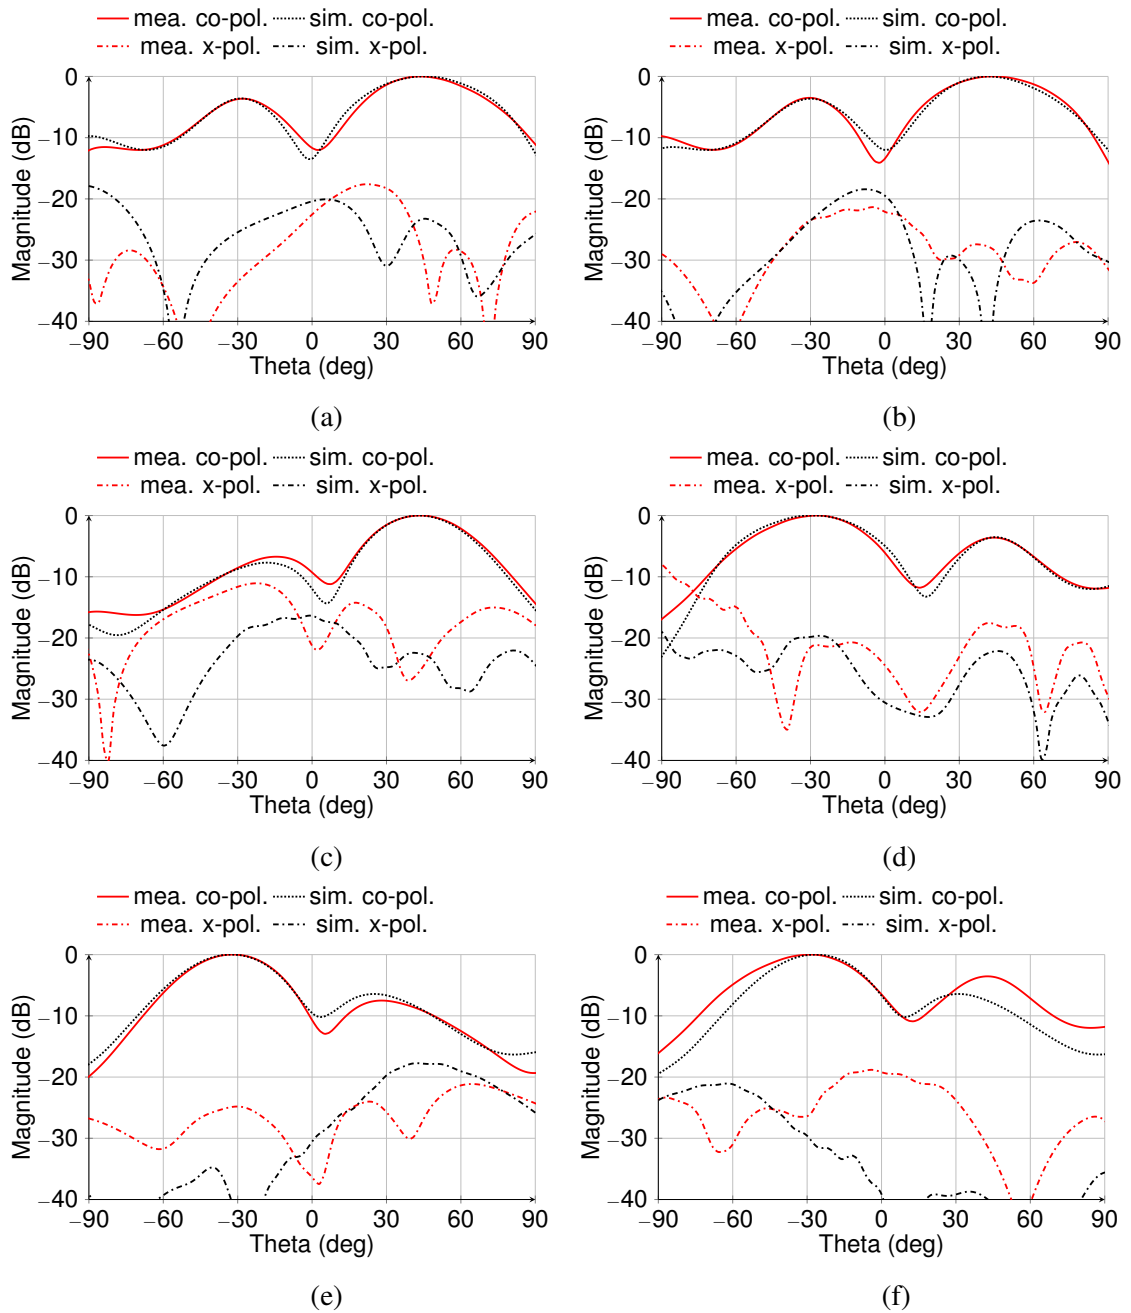 mea. co-pol. sim. co-pol.
mea. x-pol. sim. x-pol.
0
−10
−20
−30
−40
Magnitude (dB)
−90 −60 −30 0 30 60 90
Theta (deg)
(a)
mea. co-pol. sim. co-pol.
mea. x-pol. sim. x-pol.
0
−10
−20
−30
−40
Magnitude (dB)
−90 −60 −30 0 30 60 90
Theta (deg)
(b)
mea. co-pol. sim. co-pol.
mea. x-pol. sim. x-pol.
0
−10
−20
−30
−40
Magnitude (dB)
−90 −60 −30 0 30 60 90
Theta (deg)
(c)
mea. co-pol. sim. co-pol.
mea. x-pol. sim. x-pol.
0
−10
−20
−30
−40
Magnitude (dB)
−90 −60 −30 0 30 60 90
Theta (deg)
(d)
mea. co-pol. sim. co-pol.
mea. x-pol. sim. x-pol.
0
−10
−20
−30
−40
Magnitude (dB)
−90 −60 −30 0 30 60 90
Theta (deg)
(e)
mea. co-pol. sim. co-pol.
mea. x-pol. sim. x-pol.
0
−10
−20
−30
−40
Magnitude (dB)
−90 −60 −30 0 30 60 90
Theta (deg)
(f)